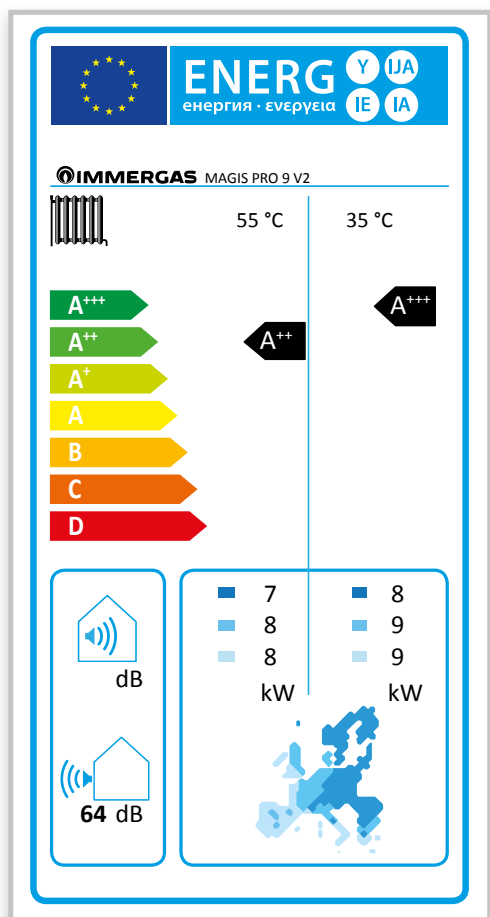 ENERG Y IJA
енергия · ενεργεια IE IA
IMMERGAS MAGIS PRO 9 V2
55 °C 35 °C
A+++ A+++
A++ A++
A+
A
B
C
D
7 8
8 9
8 9
kW kW
dB
64 dB